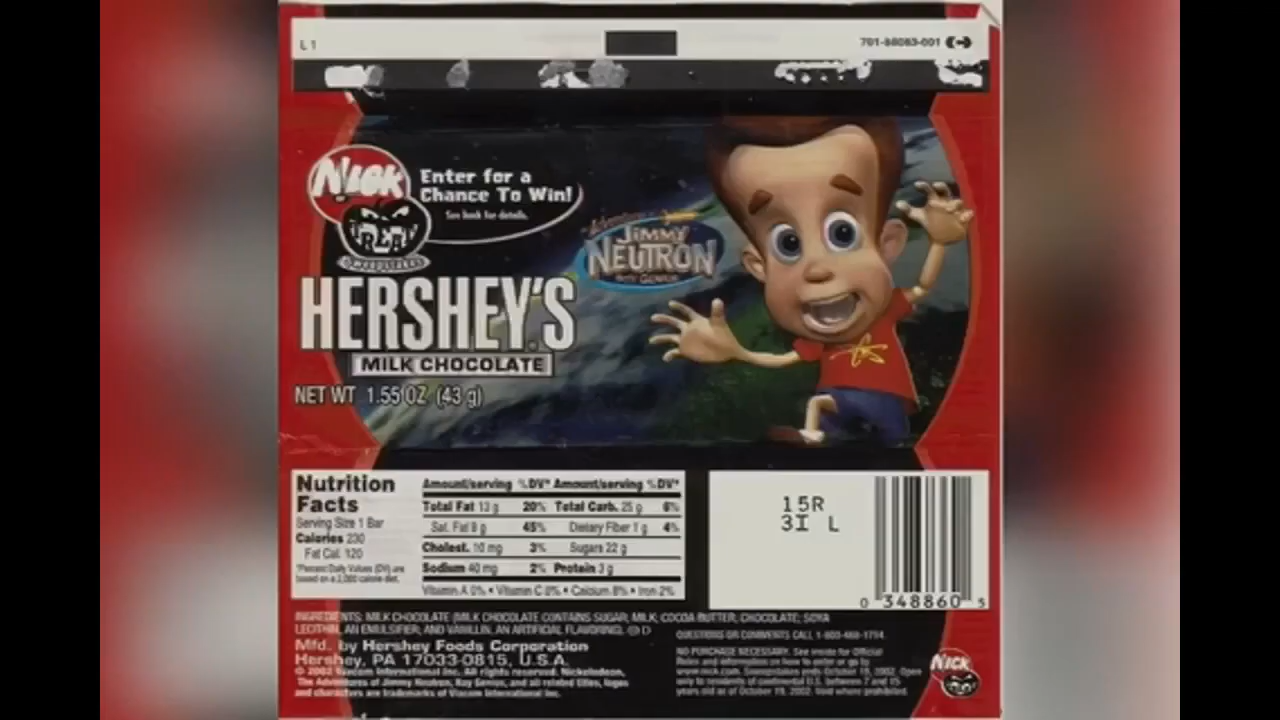 L 1
701-88063-001
NICK
TREAT
Sweepstakes
Enter for a
Chance To Win!
See back for details.
Adventures
JIMMY
NEUTRON
BOY GENIUS
HERSHEY'S
MILK CHOCOLATE
NET WT 1.55 OZ (43 g)
Nutrition
Facts
Serving Size 1 Bar
Calories 230
Fat Cal. 120
*Percent Daily Values (DV) are
based on a 2,000 calorie diet.
Amount/serving %DV* Amount/serving %DV*
Total Fat 13 g 20% Total Carb. 25 g 8%
Sat. Fat 9 g 45% Dietary Fiber 1 g 4%
Cholest. 10 mg 3% Sugars 22 g
Sodium 40 mg 2% Protein 3 g
Vitamin A 0% • Vitamin C 0% • Calcium 8% • Iron 2%
15R
3I L
0 348860 5
INGREDIENTS: MILK CHOCOLATE (MILK CHOCOLATE CONTAINS SUGAR; MILK; COCOA BUTTER; CHOCOLATE; SOYA
LECITHIN, AN EMULSIFIER; AND VANILLIN, AN ARTIFICIAL FLAVORING). D
Mfd. by Hershey Foods Corporation
Hershey, PA 17033-0815, U.S.A.
© 2002 Viacom International Inc. All rights reserved. Nickelodeon,
The Adventures of Jimmy Neutron, Boy Genius, and all related titles, logos
and characters are trademarks of Viacom International Inc.
QUESTIONS OR COMMENTS CALL 1-800-468-1714.
NO PURCHASE NECESSARY. See inside for Official
Rules and information on how to enter or go to
www.nick.com. Sweepstakes ends October 19, 2002. Open
only to residents of continental U.S. between 7 and 15
years old as of October 19, 2002. Void where prohibited.
NICK